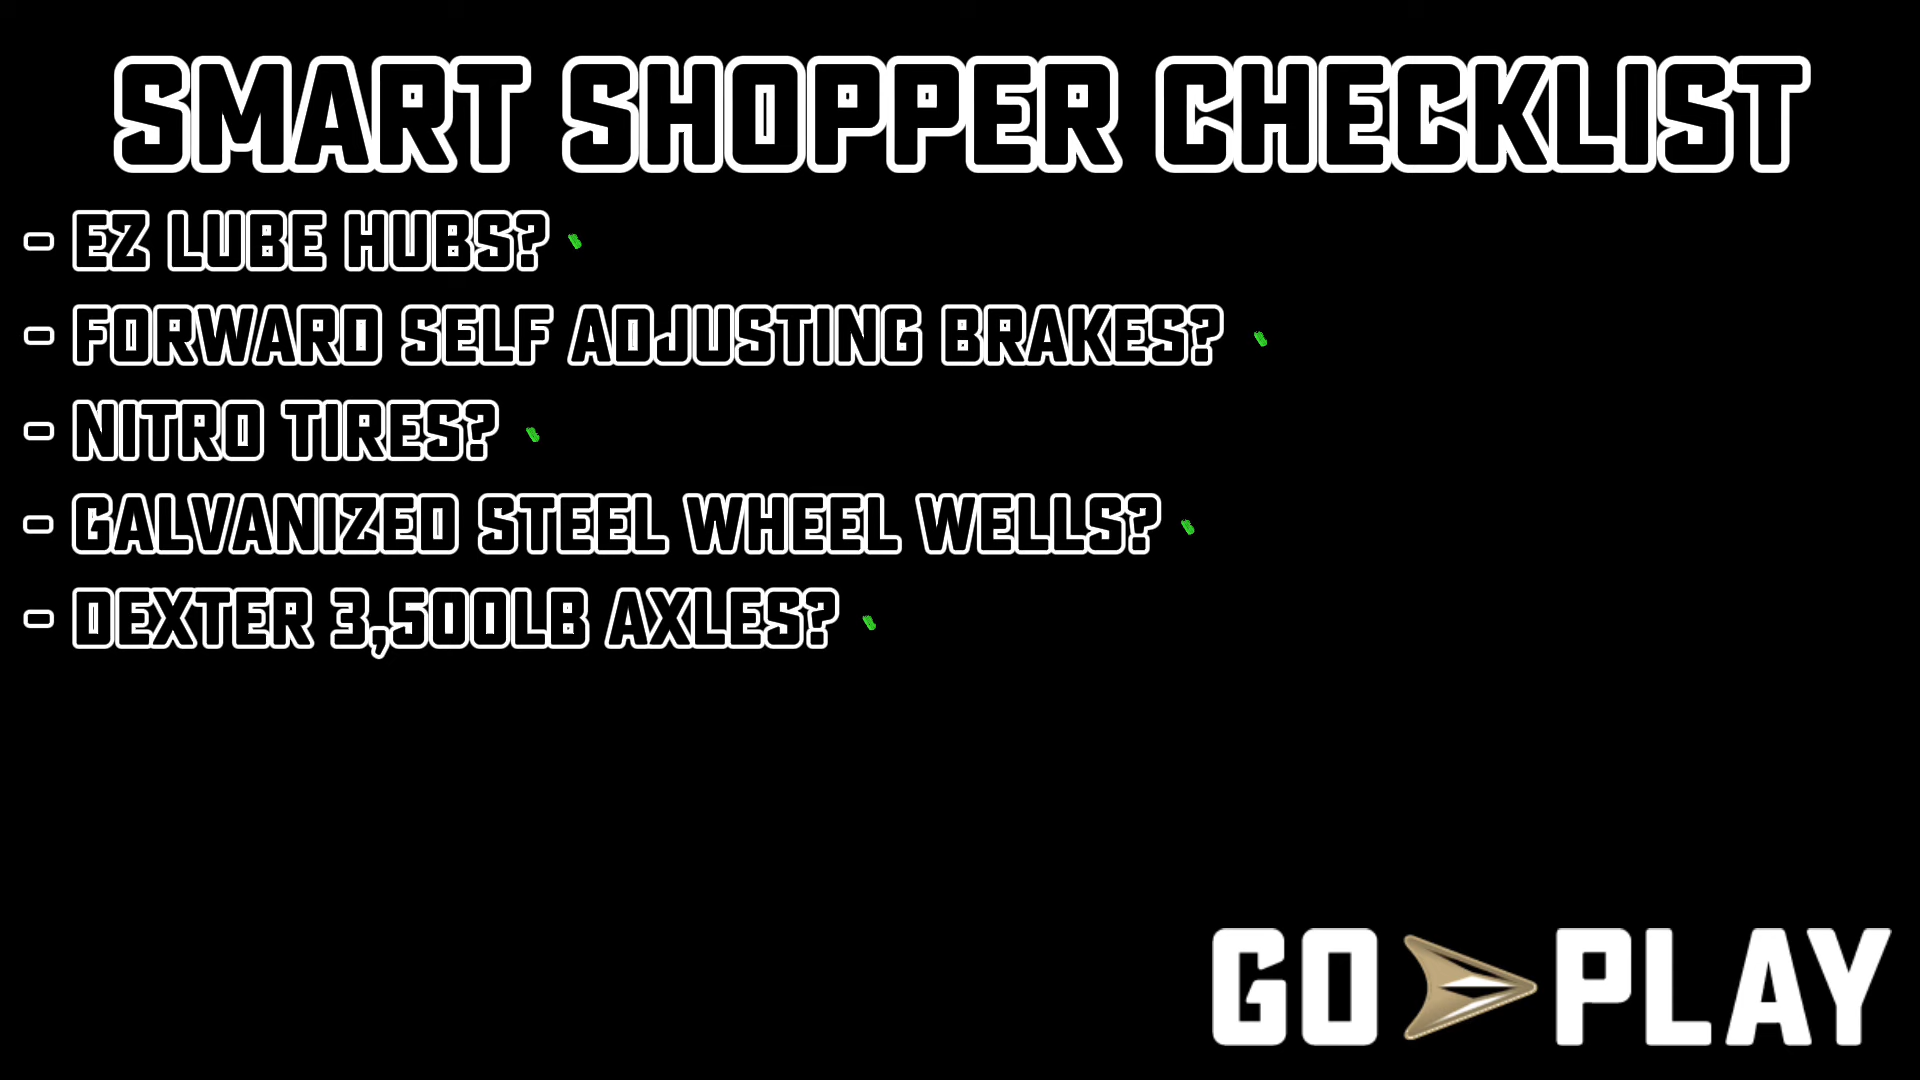 SMART SHOPPER CHECKLIST
- EZ LUBE HUBS?
- FORWARD SELF ADJUSTING BRAKES?
- NITRO TIRES?
- GALVANIZED STEEL WHEEL WELLS?
- DEXTER 3,500LB AXLES?
GO PLAY